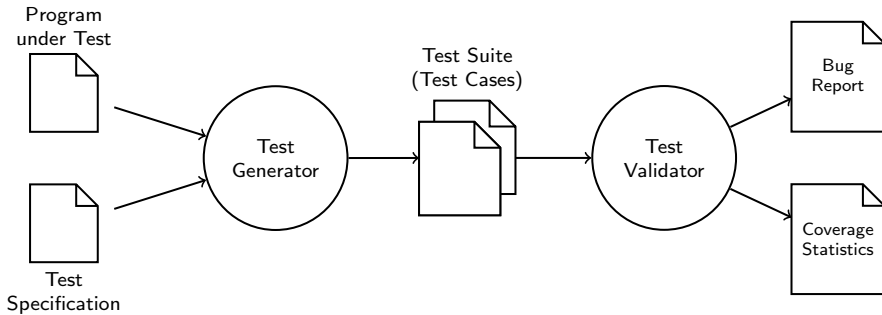 Program
under Test
Test
Specification
Test
Generator
Test Suite
(Test Cases)
Test
Validator
Bug
Report
Coverage
Statistics